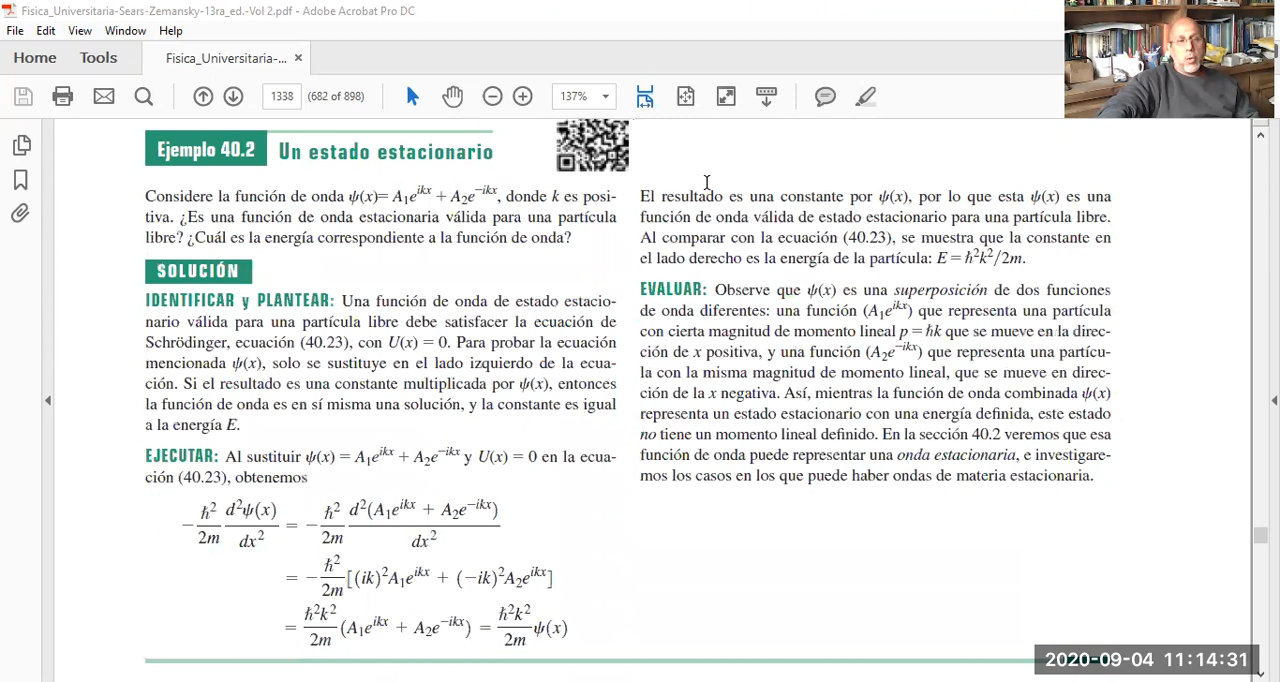 Fisica_Universitaria-Sears-Zemansky-13ra_ed.-Vol 2.pdf - Adobe Acrobat Pro DC
File Edit View Window Help
Home Tools Fisica_Universitaria-... ×
1338 (682 of 898) 137%
Ejemplo 40.2 Un estado estacionario
Considere la función de onda ψ(x)= A₁eⁱᵏˣ + A₂e⁻ⁱᵏˣ, donde k es posi-
tiva. ¿Es una función de onda estacionaria válida para una partícula
libre? ¿Cuál es la energía correspondiente a la función de onda?
SOLUCIÓN
IDENTIFICAR y PLANTEAR: Una función de onda de estado estacio-
nario válida para una partícula libre debe satisfacer la ecuación de
Schrödinger, ecuación (40.23), con U(x) = 0. Para probar la ecuación
mencionada ψ(x), solo se sustituye en el lado izquierdo de la ecua-
ción. Si el resultado es una constante multiplicada por ψ(x), entonces
la función de onda es en sí misma una solución, y la constante es igual
a la energía E.
EJECUTAR: Al sustituir ψ(x) = A₁eⁱᵏˣ + A₂e⁻ⁱᵏˣ y U(x) = 0 en la ecua-
ción (40.23), obtenemos
−ħ²/2m d²ψ(x)/dx² = −ħ²/2m d²(A₁eⁱᵏˣ + A₂e⁻ⁱᵏˣ)/dx²
= −ħ²/2m [(ik)²A₁eⁱᵏˣ + (−ik)²A₂eⁱᵏˣ]
= ħ²k²/2m (A₁eⁱᵏˣ + A₂e⁻ⁱᵏˣ) = ħ²k²/2m ψ(x)
El resultado es una constante por ψ(x), por lo que esta ψ(x) es una
función de onda válida de estado estacionario para una partícula libre.
Al comparar con la ecuación (40.23), se muestra que la constante en
el lado derecho es la energía de la partícula: E = ħ²k²/2m.
EVALUAR: Observe que ψ(x) es una superposición de dos funciones
de onda diferentes: una función (A₁eⁱᵏˣ) que representa una partícula
con cierta magnitud de momento lineal p = ħk que se mueve en la direc-
ción de x positiva, y una función (A₂e⁻ⁱᵏˣ) que representa una partícu-
la con la misma magnitud de momento lineal, que se mueve en direc-
ción de la x negativa. Así, mientras la función de onda combinada ψ(x)
representa un estado estacionario con una energía definida, este estado
no tiene un momento lineal definido. En la sección 40.2 veremos que esa
función de onda puede representar una onda estacionaria, e investigare-
mos los casos en los que puede haber ondas de materia estacionaria.
2020-09-04 11:14:31